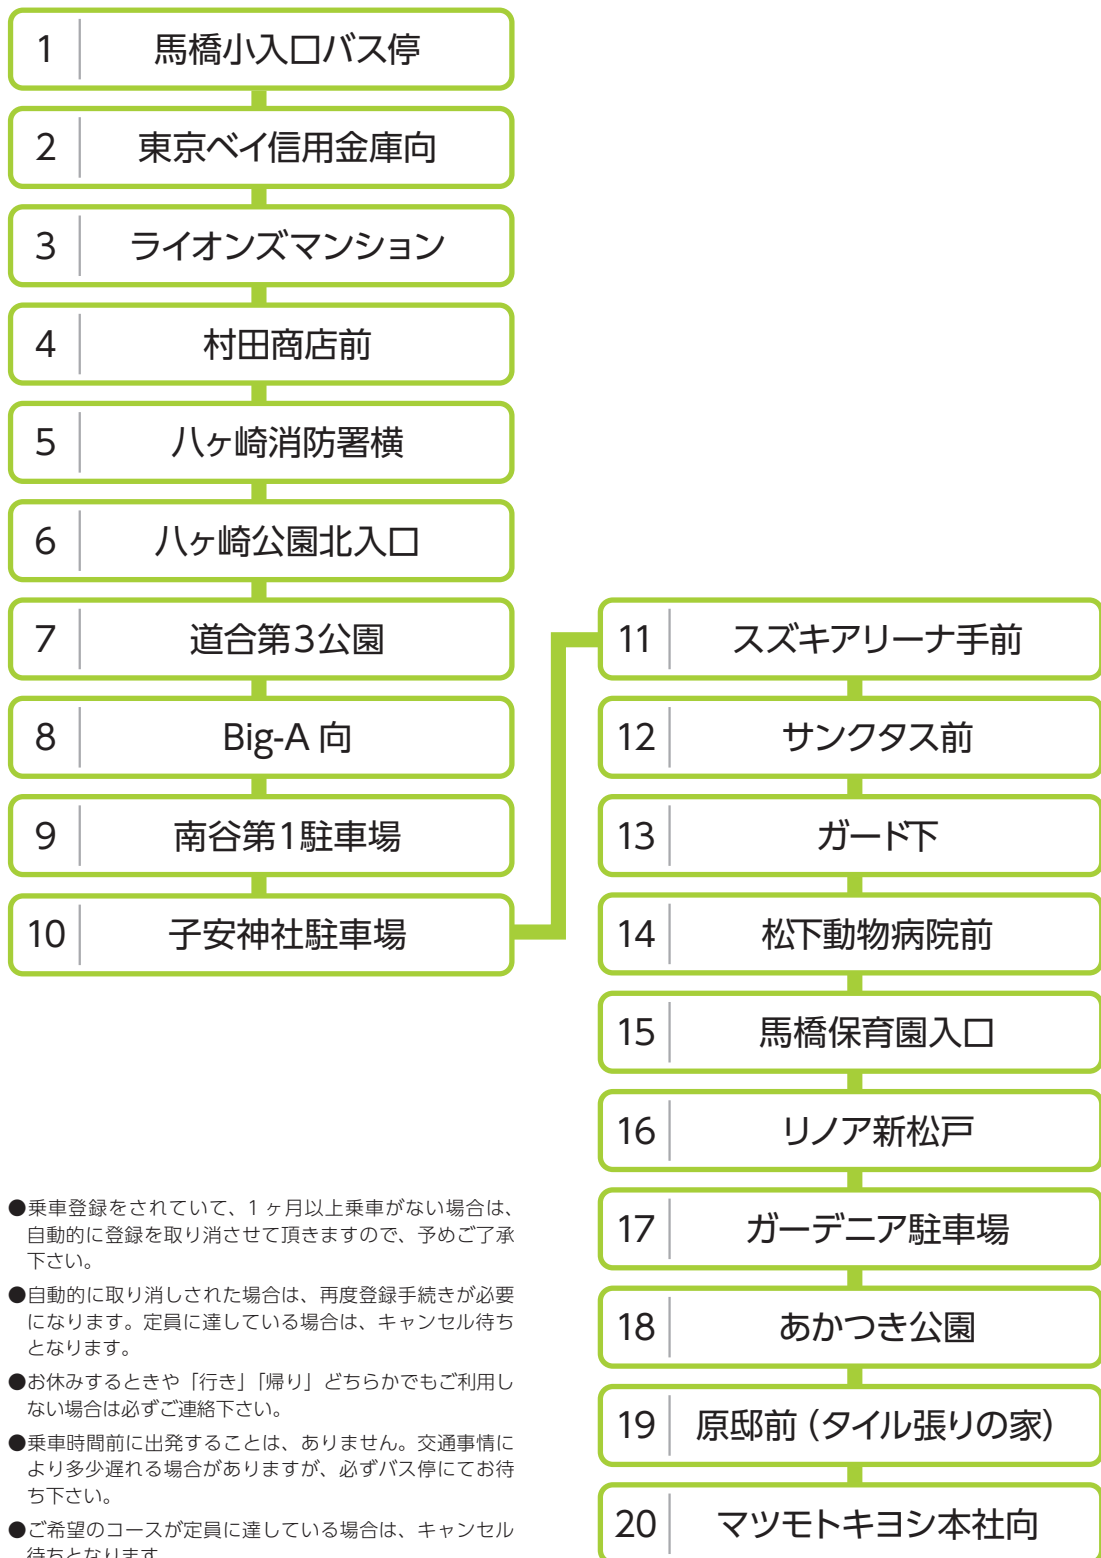 1 馬橋小入口バス停
2 東京ベイ信用金庫向
3 ライオンズマンション
4 村田商店前
5 八ヶ崎消防署横
6 八ヶ崎公園北入口
7 道合第3公園
8 Big-A 向
9 南谷第1駐車場
10 子安神社駐車場
11 スズキアリーナ手前
12 サンクタス前
13 ガード下
14 松下動物病院前
15 馬橋保育園入口
16 リノア新松戸
17 ガーデニア駐車場
18 あかつき公園
19 原邸前（タイル張りの家）
20 マツモトキヨシ本社向
●乗車登録をされていて、1ヶ月以上乗車がない場合は、
自動的に登録を取り消させて頂きますので、予めご了承
下さい。
●自動的に取り消しされた場合は、再度登録手続きが必要
になります。定員に達している場合は、キャンセル待ち
となります。
●お休みするときや「行き」「帰り」どちらかでもご利用し
ない場合は必ずご連絡下さい。
●乗車時間前に出発することは、ありません。交通事情に
より多少遅れる場合がありますが、必ずバス停にてお待
ち下さい。
●ご希望のコースが定員に達している場合は、キャンセル
待ちとなります。